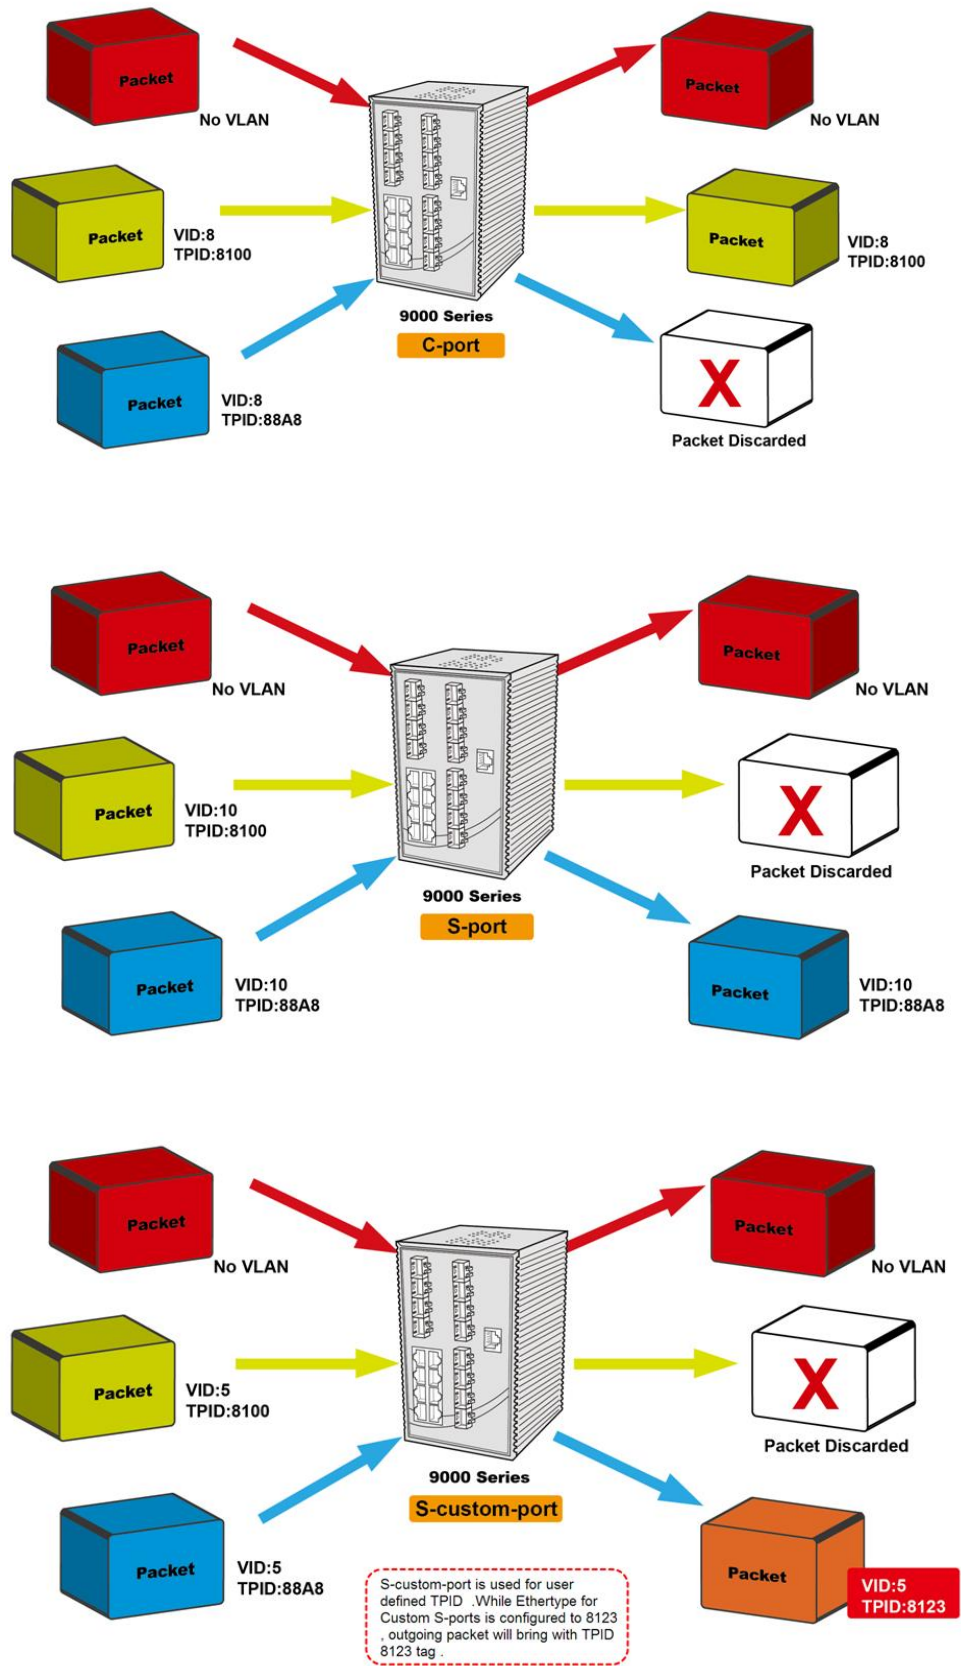 Packet
No VLAN
Packet
No VLAN
Packet
VID:8
TPID:8100
Packet
VID:8
TPID:8100
9000 Series
C-port
Packet
VID:8
TPID:88A8
X
Packet Discarded
Packet
No VLAN
Packet
No VLAN
Packet
VID:10
TPID:8100
X
Packet Discarded
9000 Series
S-port
Packet
VID:10
TPID:88A8
Packet
VID:10
TPID:88A8
Packet
No VLAN
Packet
No VLAN
Packet
VID:5
TPID:8100
X
Packet Discarded
9000 Series
S-custom-port
Packet
VID:5
TPID:88A8
S-custom-port is used for user
defined TPID .While Ethertype for
Custom S-ports is configured to 8123
, outgoing packet will bring with TPID
8123 tag .
Packet
VID:5
TPID:8123